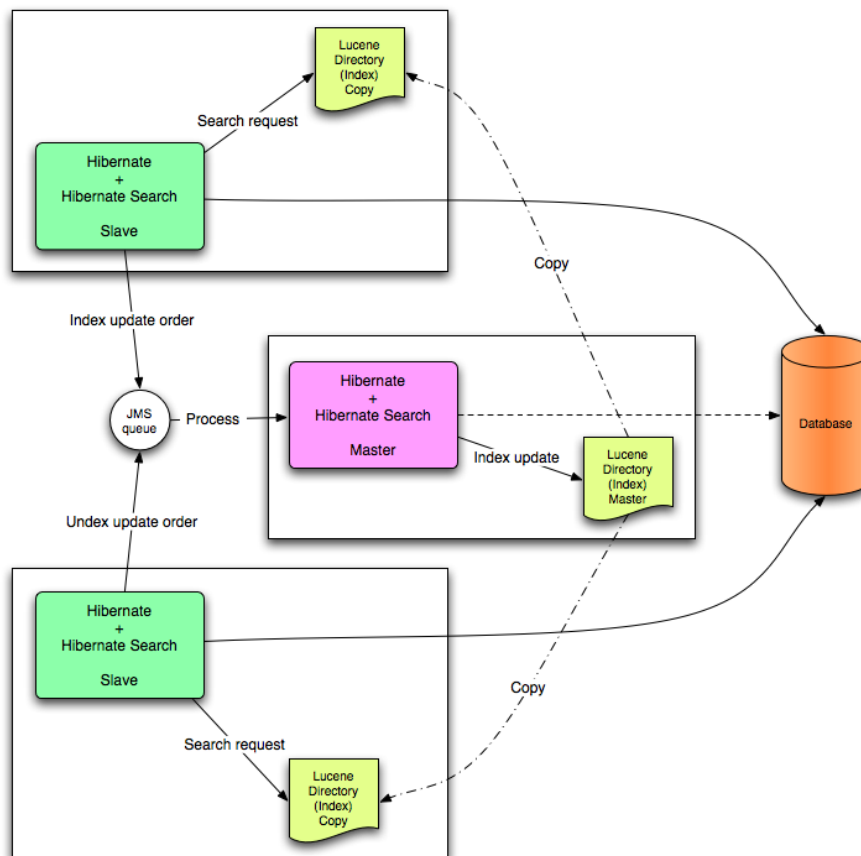 Lucene
Directory
(Index)
Copy
Search request
Hibernate
+
Hibernate Search
Slave
Copy
Index update order
Hibernate
+
Hibernate Search
Master
JMS
queue
Process
Database
Index update
Lucene
Directory
(Index)
Master
Undex update order
Hibernate
+
Hibernate Search
Slave
Copy
Search request
Lucene
Directory
(Index)
Copy